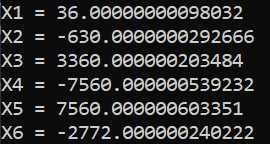 X1 = 36.00000000098032
X2 = -630.0000000292666
X3 = 3360.000000203484
X4 = -7560.000000539232
X5 = 7560.000000603351
X6 = -2772.000000240222